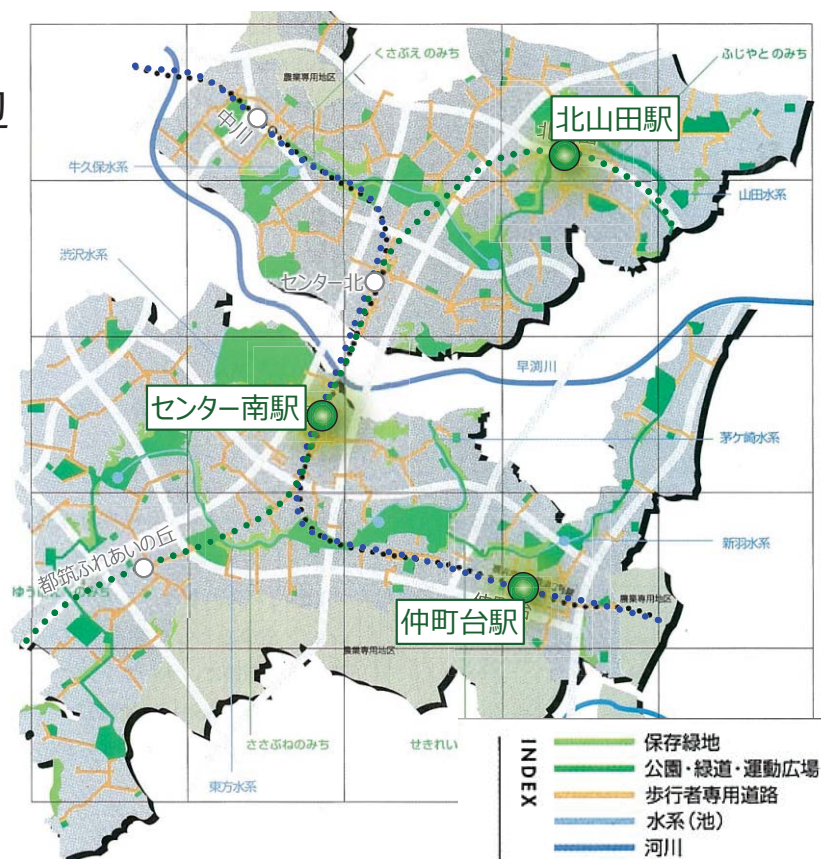 辺
くさぶえのみち
ふじやとのみち
農業専用地区
北山田駅
中川
牛久保水系
山田水系
渋沢水系
センター北
早渕川
センター南駅
茅ケ崎水系
新羽水系
都筑ふれあいの丘
農業専用地区
仲町台駅
農業専用地区
ささぶねのみち
せきれい
東方水系
INDEX
保存緑地
公園・緑道・運動広場
歩行者専用道路
水系(池)
河川